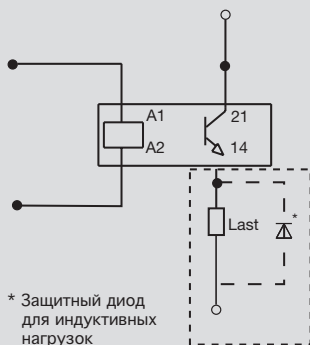 A1
21
A2
14
Last
*
* Защитный диод
для индуктивных
нагрузок